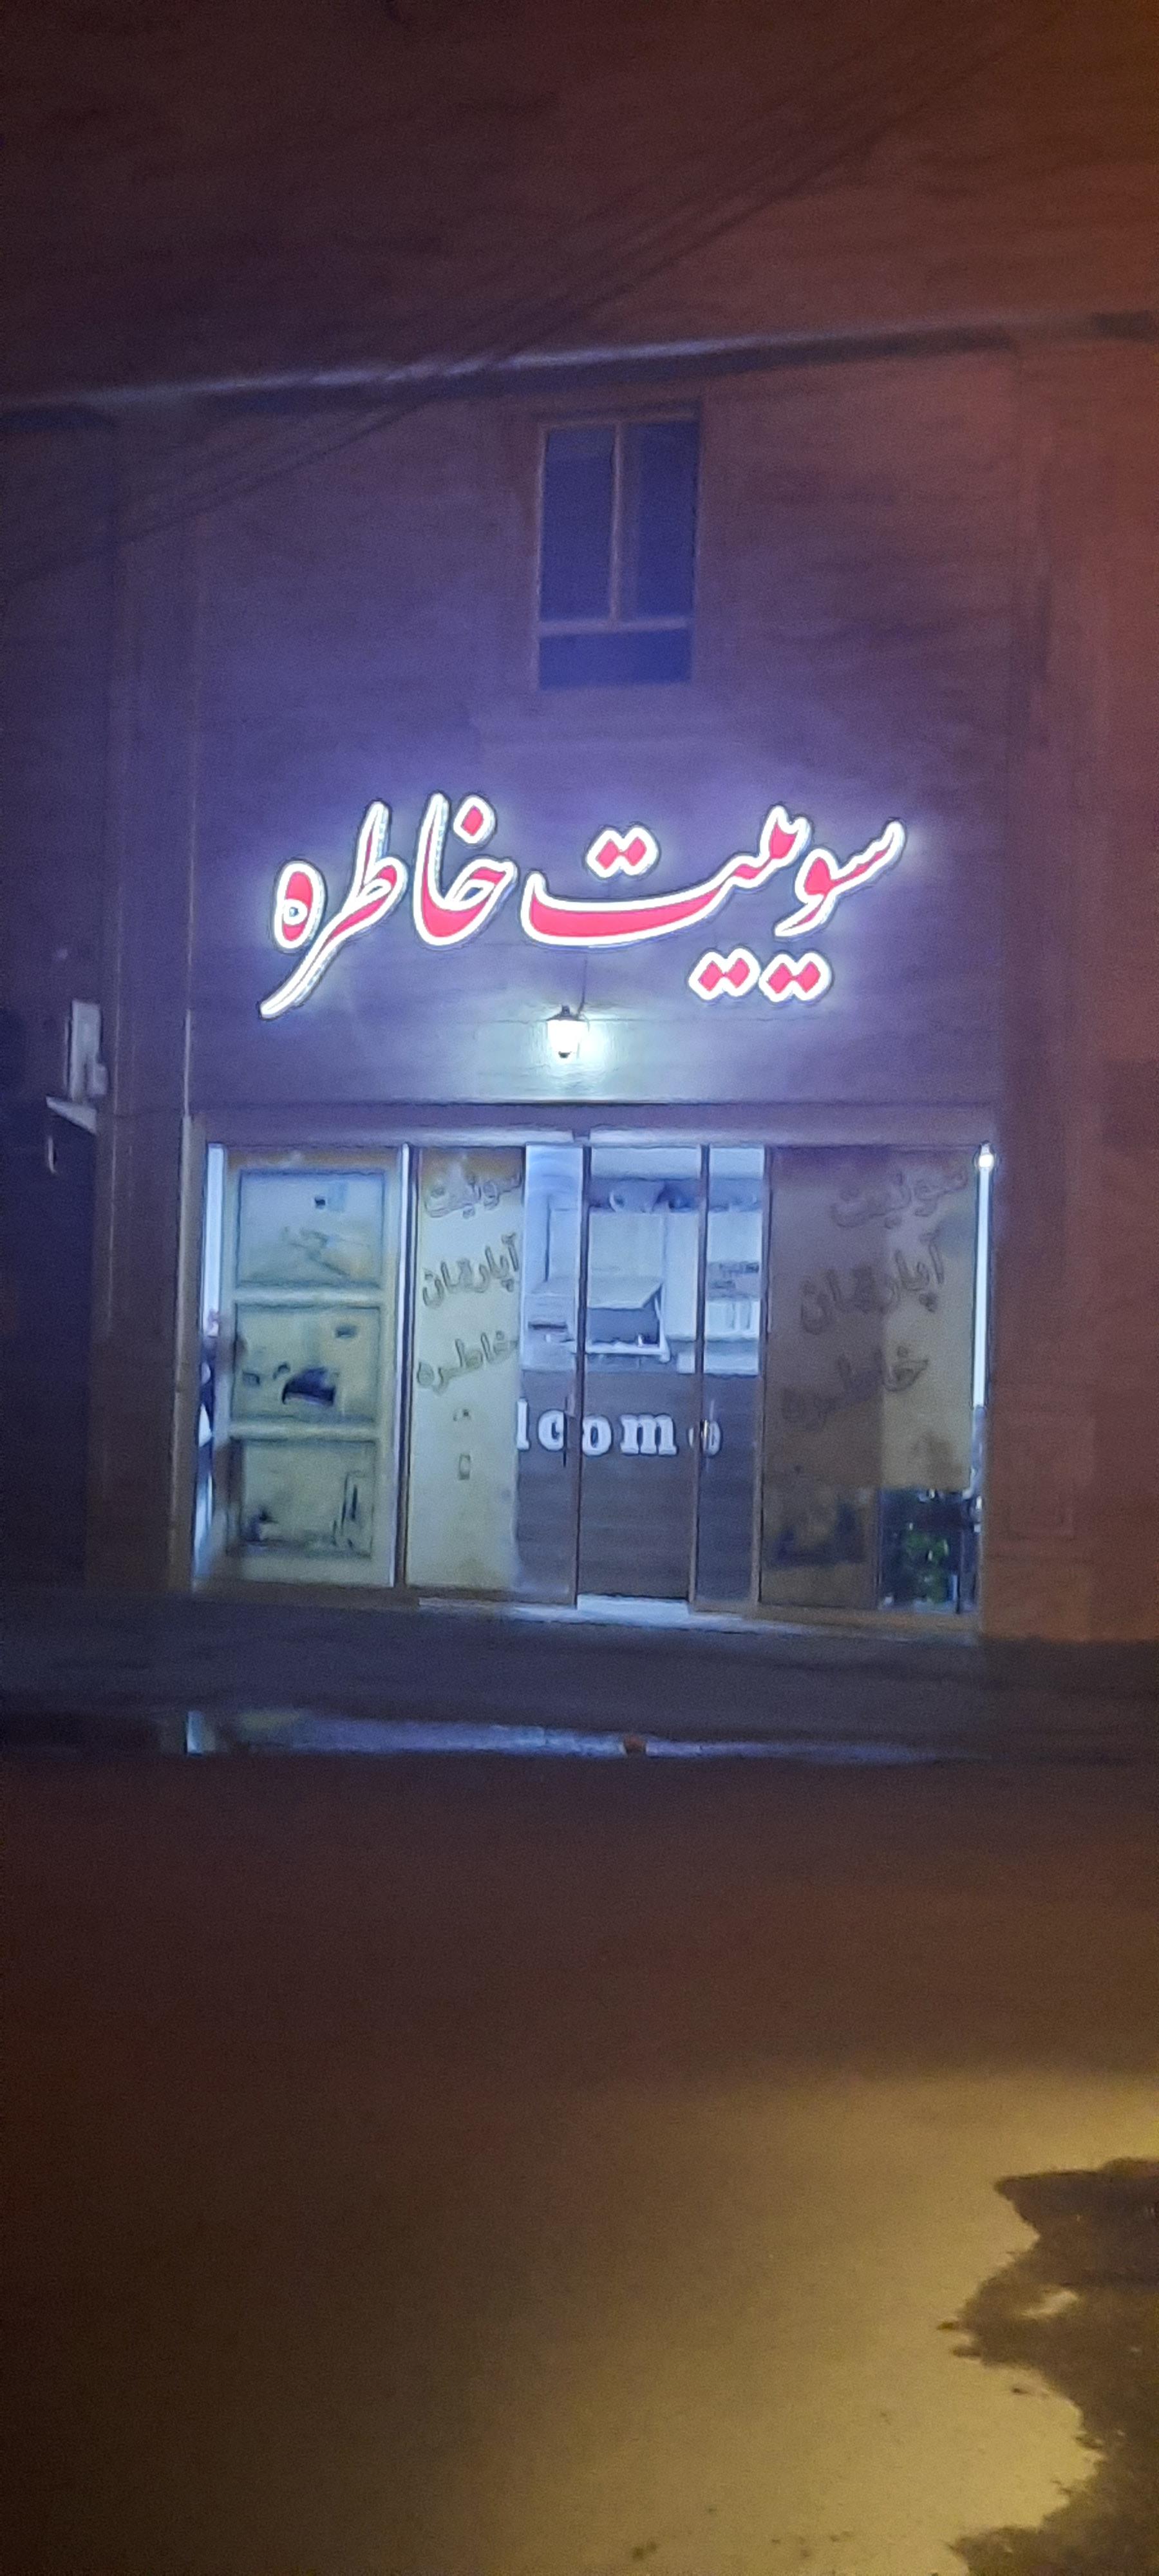 سوییت خاطره
سوئیت
آپارتمان
خاطره
lcome
سوئیت
آپارتمان
خاطره